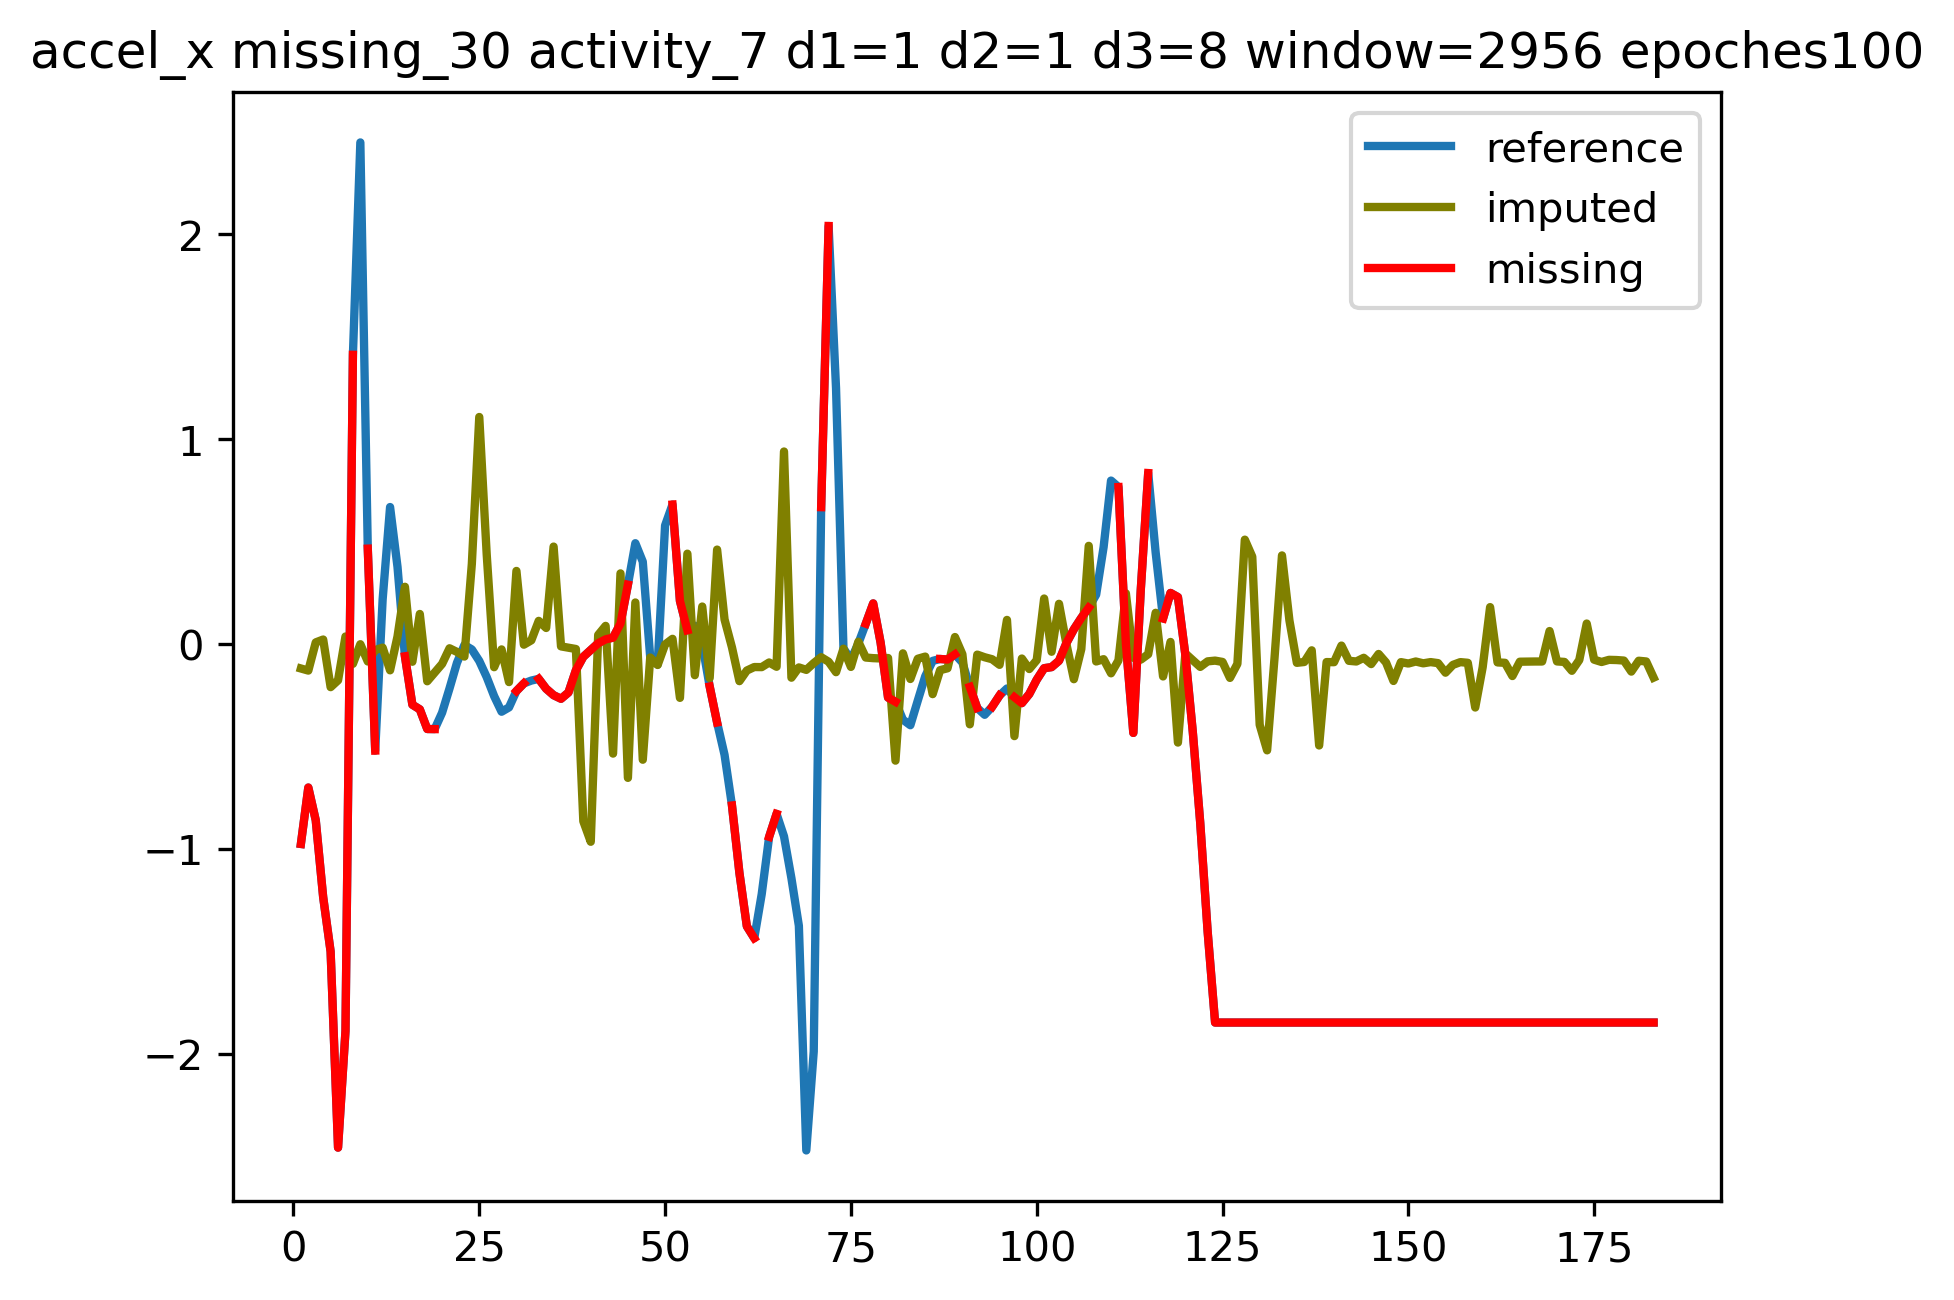 accel_x missing_30 activity_7 d1=1 d2=1 d3=8 window=2956 epoches100
reference
imputed
missing
2
1
0
−1
−2
0 25 50 75 100 125 150 175